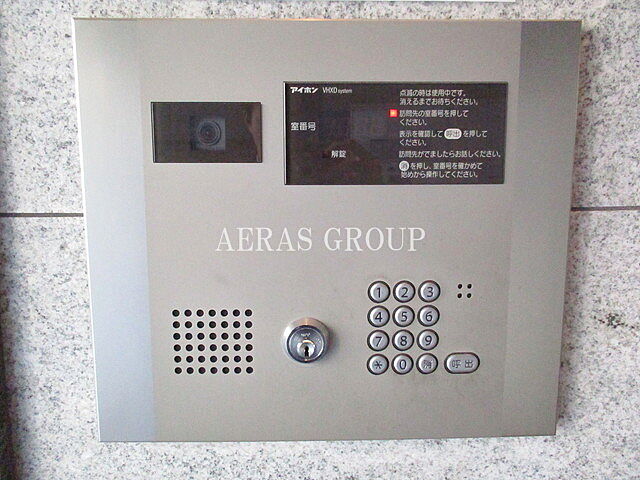 アイホン VHXD system
点滅の時は使用中です。
消えるまでお待ちください。
訪問先の室番号を押して
ください。
室番号
表示を確認して 呼出 を押して
ください。
解錠
訪問先がでましたらお話しください。
消 を押し、室番号を確かめて
始めから操作してください。
AERAS GROUP
1 2 3
4 5 6
7 8 9
* 0 消 呼出